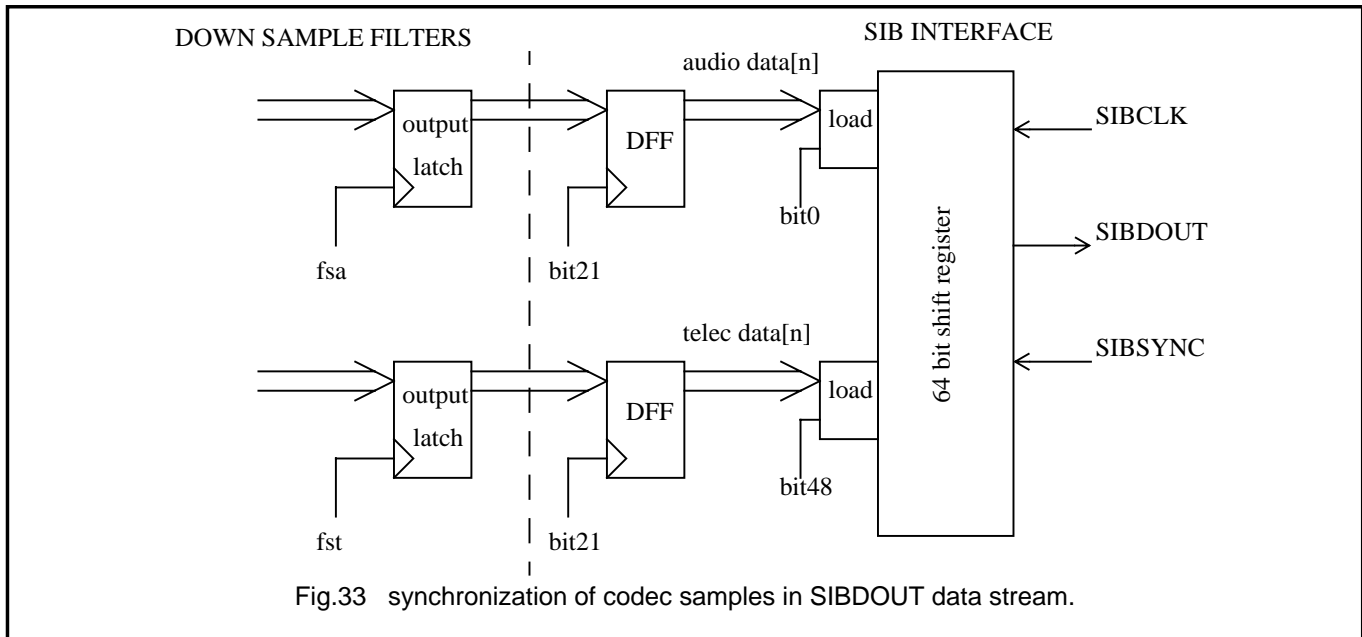 DOWN SAMPLE FILTERS
SIB INTERFACE
audio data[n]
output
latch
DFF
load
SIBCLK
bit0
fsa
bit21
SIBDOUT
64 bit shift register
telec data[n]
output
latch
DFF
load
SIBSYNC
bit48
fst
bit21
Fig.33 synchronization of codec samples in SIBDOUT data stream.